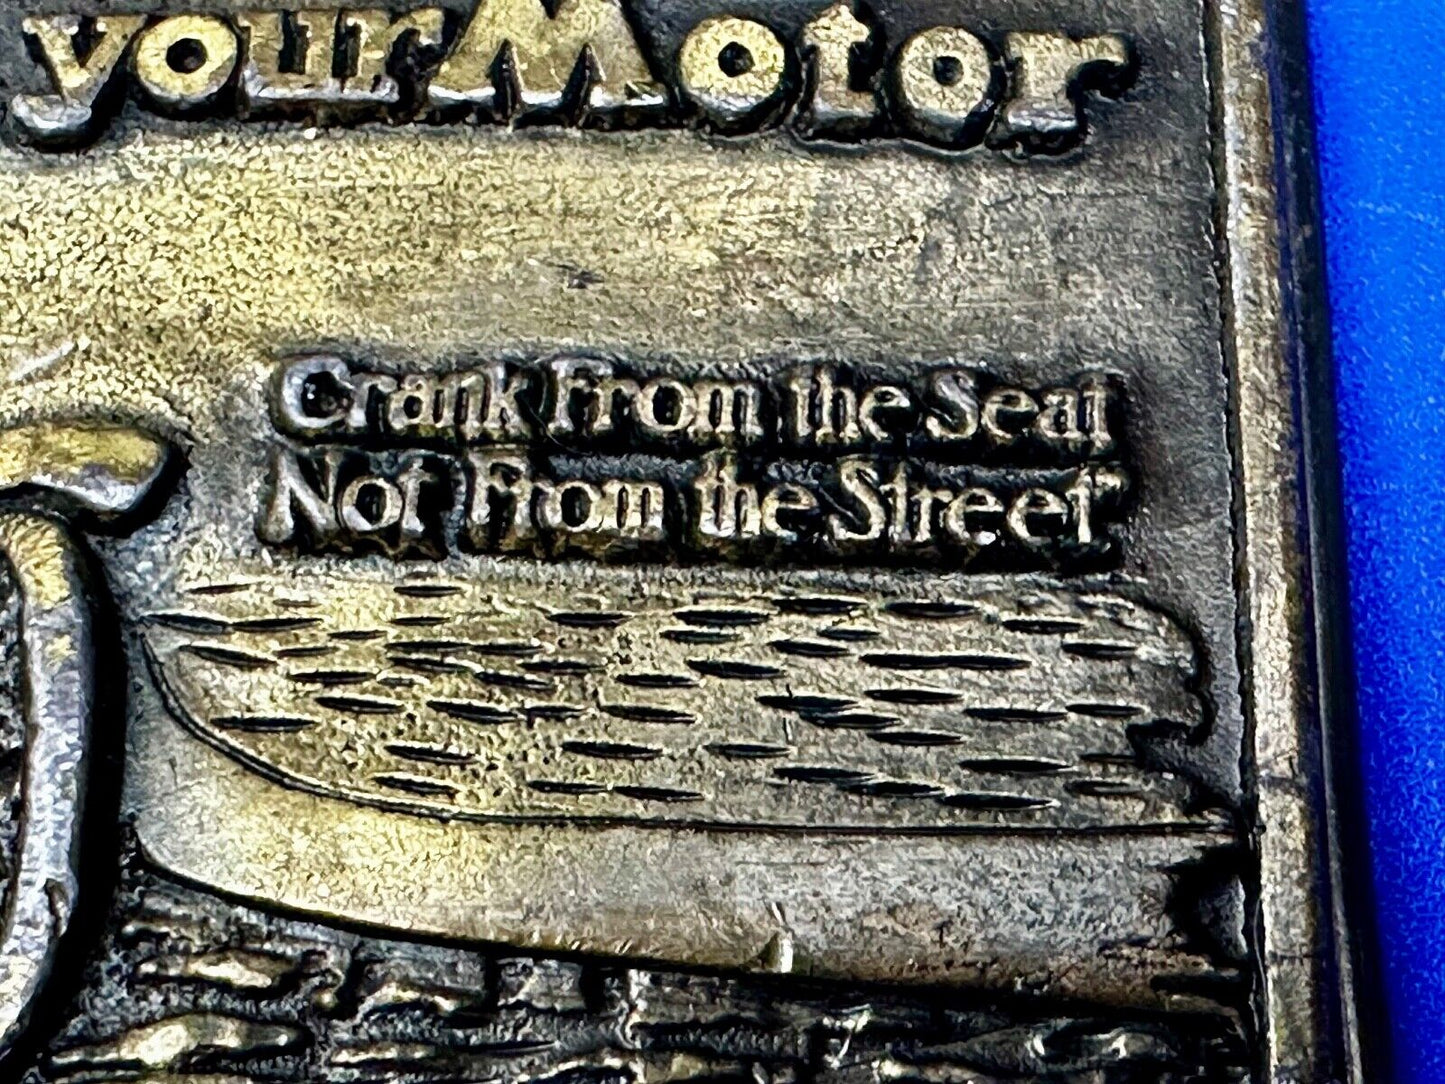 your Motor
Crank From the Seat
Not From the Street"